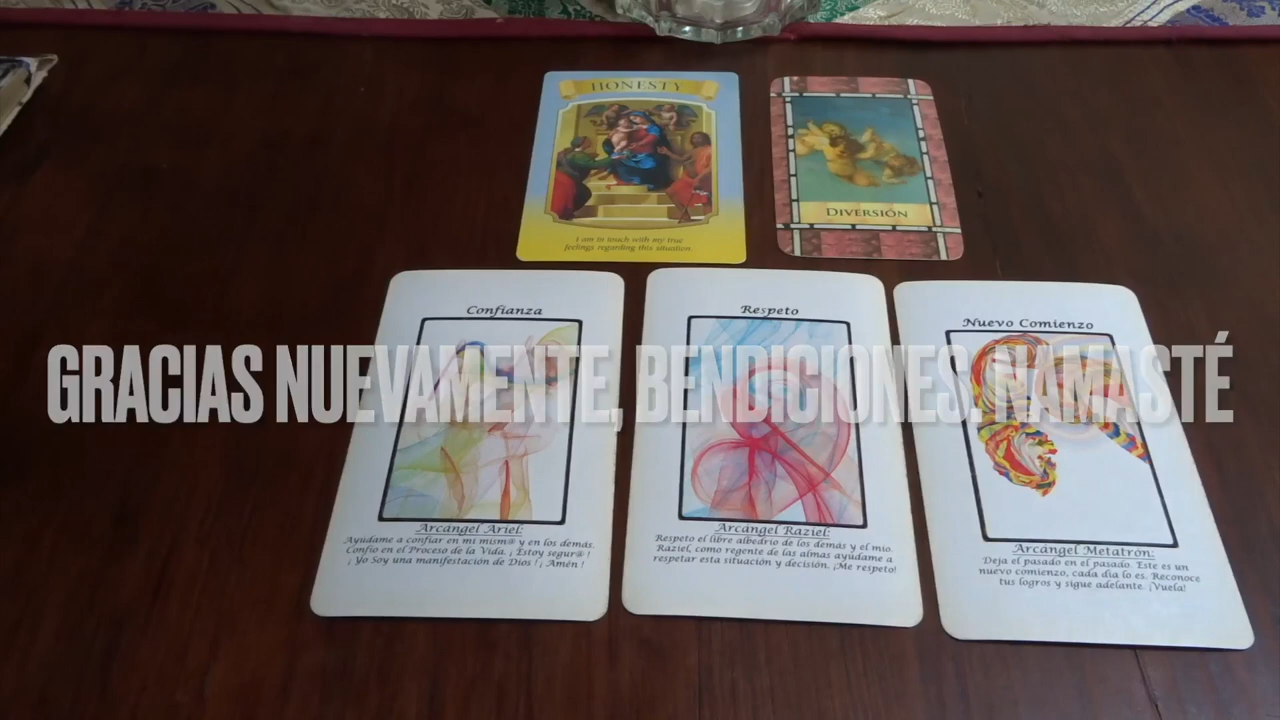 HONESTY
I am in touch with my true
feelings regarding this situation.
DIVERSIÓN
Confianza
Arcángel Ariel:
Ayúdame a confiar en mi mism@ y en los demás.
Confío en el Proceso de la Vida. ¡ Estoy segur@ !
¡ Yo Soy una manifestación de Dios ! ¡ Amén !
Respeto
Arcángel Raziel:
Respeto el libre albedrío de los demás y el mio.
Raziel, como regente de las almas ayúdame a
respetar esta situación y decisión. ¡Me respeto!
Nuevo Comienzo
Arcángel Metatrón:
Deja el pasado en el pasado. Este es un
nuevo comienzo, cada día lo es. Reconoce
tus logros y sigue adelante. ¡Vuela!
GRACIAS NUEVAMENTE, BENDICIONES. NAMASTÉ